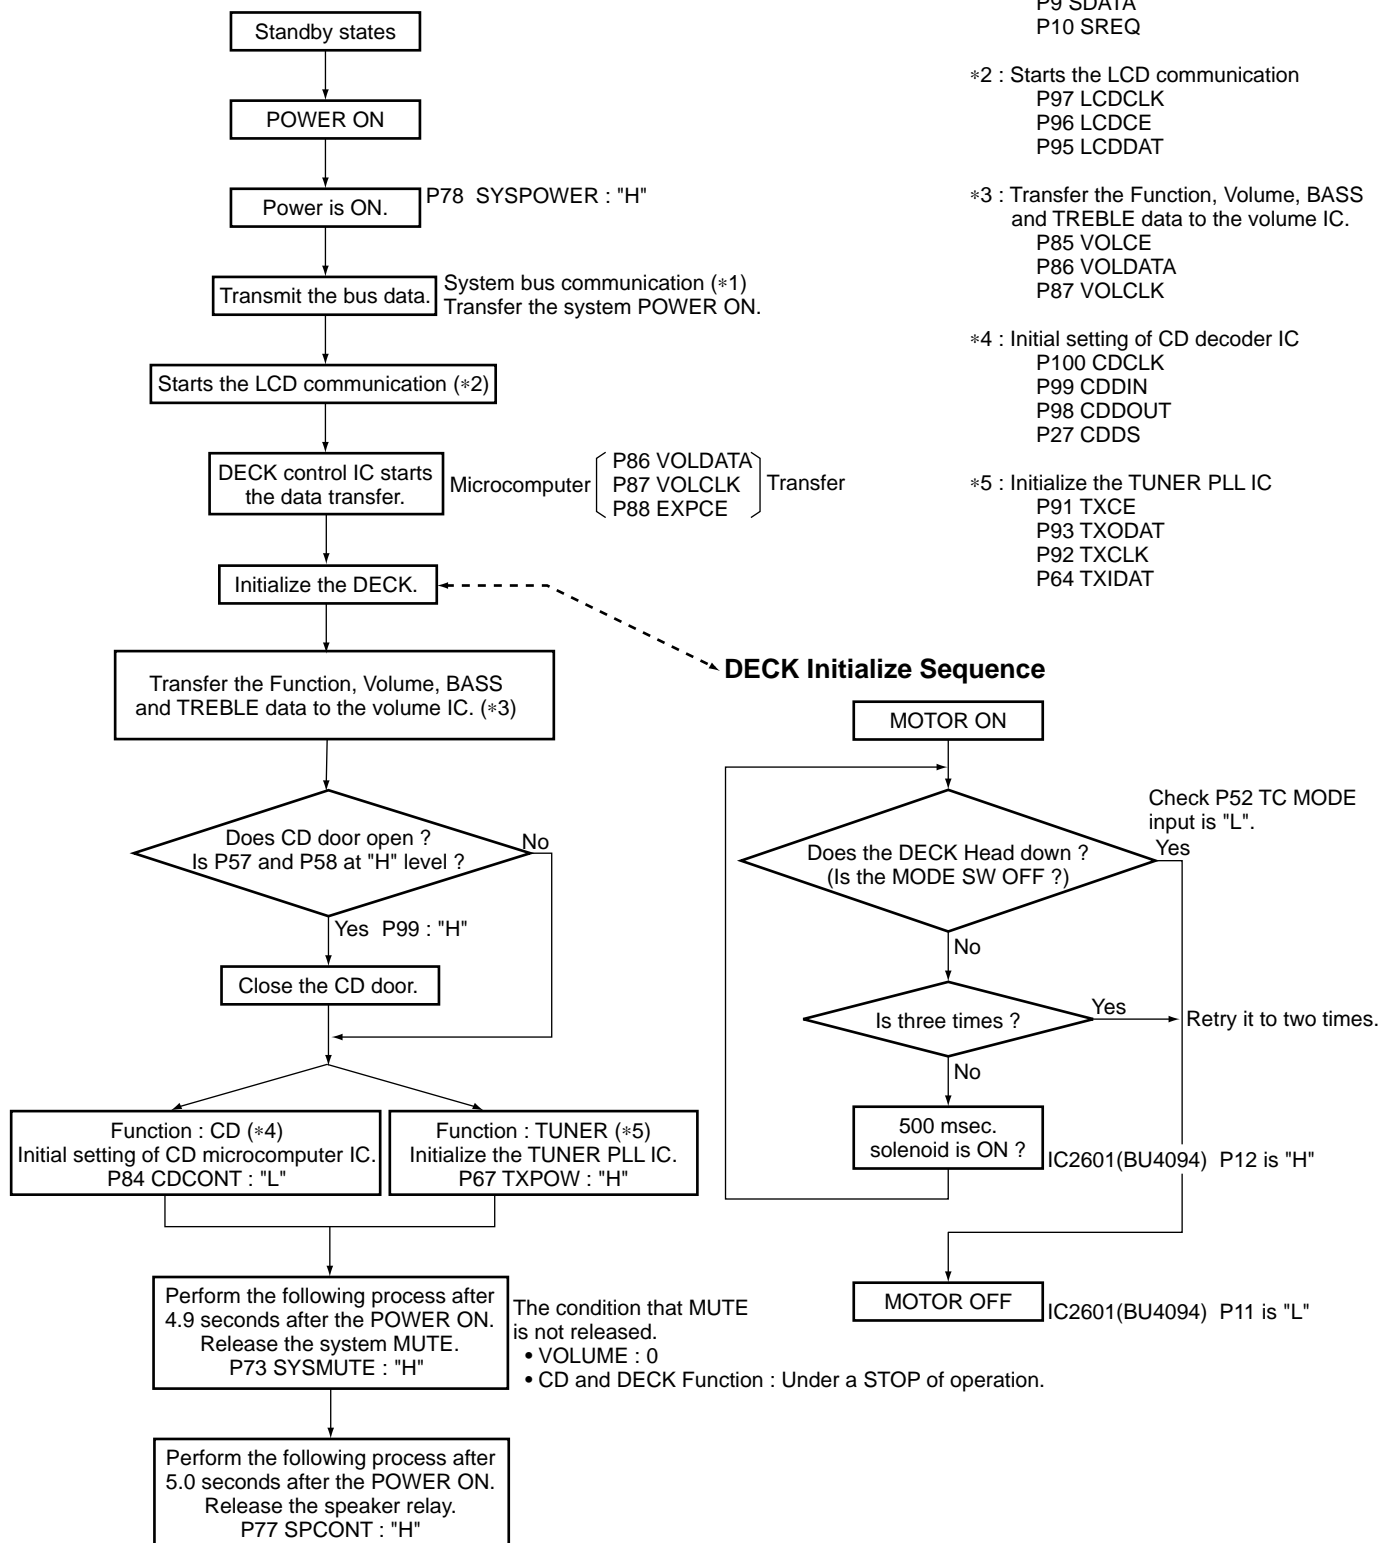 Standby states
POWER ON
Power is ON.
P78 SYSPOWER : "H"
Transmit the bus data.
System bus communication (*1)
Transfer the system POWER ON.
Starts the LCD communication (*2)
DECK control IC starts
the data transfer.
Microcomputer
P86 VOLDATA
P87 VOLCLK
P88 EXPCE
Transfer
Initialize the DECK.
Transfer the Function, Volume, BASS
and TREBLE data to the volume IC. (*3)
Does CD door open ?
Is P57 and P58 at "H" level ?
No
Yes P99 : "H"
Close the CD door.
Function : CD (*4)
Initial setting of CD microcomputer IC.
P84 CDCONT : "L"
Function : TUNER (*5)
Initialize the TUNER PLL IC.
P67 TXPOW : "H"
Perform the following process after
4.9 seconds after the POWER ON.
Release the system MUTE.
P73 SYSMUTE : "H"
The condition that MUTE
is not released.
• VOLUME : 0
• CD and DECK Function : Under a STOP of operation.
Perform the following process after
5.0 seconds after the POWER ON.
Release the speaker relay.
P77 SPCONT : "H"
P9 SDATA
P10 SREQ
*2 : Starts the LCD communication
P97 LCDCLK
P96 LCDCE
P95 LCDDAT
*3 : Transfer the Function, Volume, BASS
and TREBLE data to the volume IC.
P85 VOLCE
P86 VOLDATA
P87 VOLCLK
*4 : Initial setting of CD decoder IC
P100 CDCLK
P99 CDDIN
P98 CDDOUT
P27 CDDS
*5 : Initialize the TUNER PLL IC
P91 TXCE
P93 TXODAT
P92 TXCLK
P64 TXIDAT
DECK Initialize Sequence
MOTOR ON
Check P52 TC MODE
input is "L".
Does the DECK Head down ?
(Is the MODE SW OFF ?)
Yes
No
Is three times ?
Yes
Retry it to two times.
No
500 msec.
solenoid is ON ?
IC2601(BU4094) P12 is "H"
MOTOR OFF
IC2601(BU4094) P11 is "L"